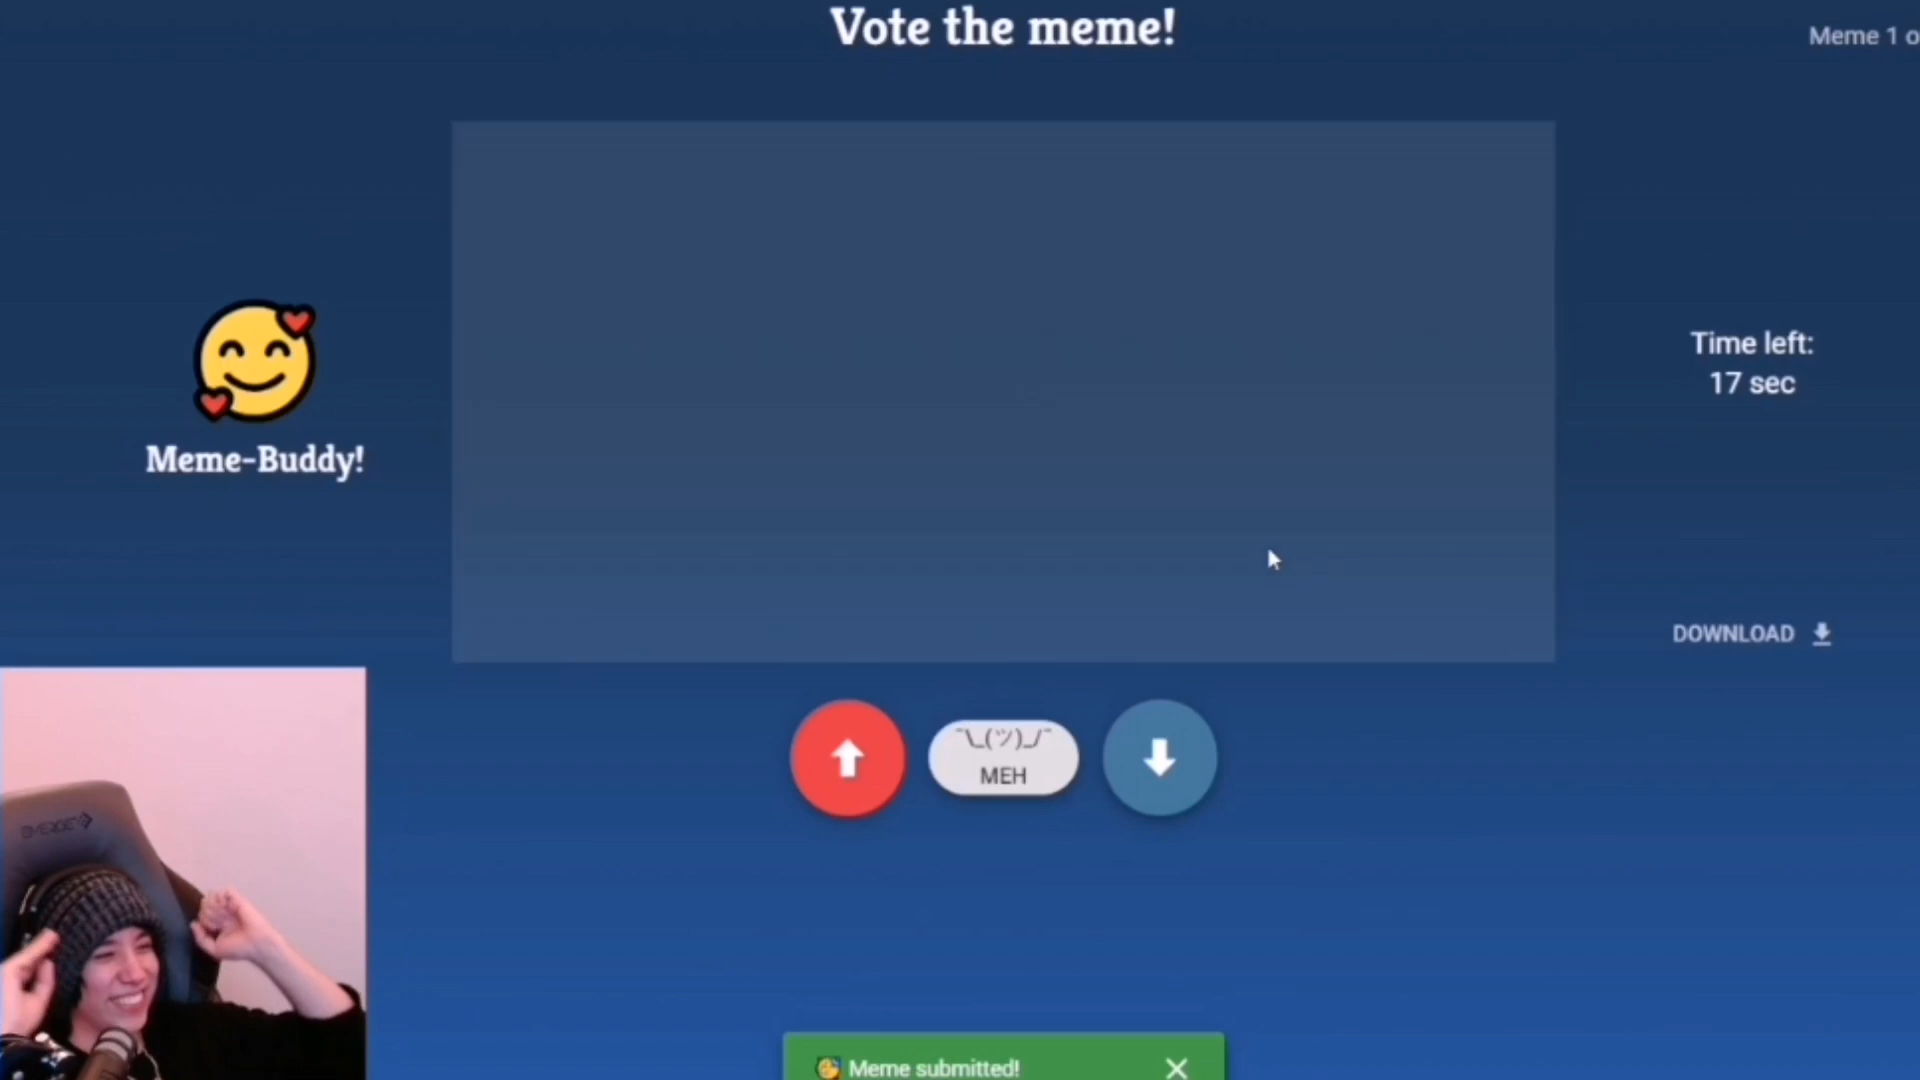 Vote the meme!
Meme 1 o
Meme-Buddy!
Time left:
17 sec
DOWNLOAD
¯\_(ツ)_/¯
MEH
Meme submitted!